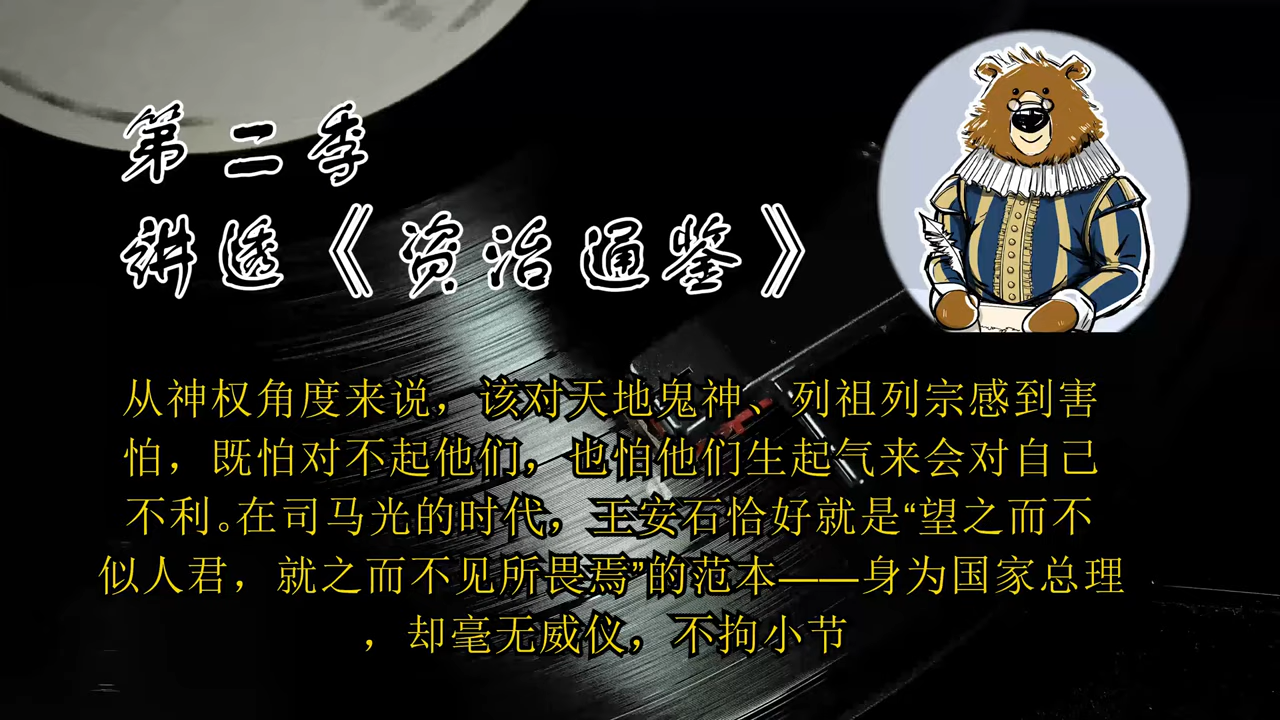 第二季
讲透《资治通鉴》
从神权角度来说，该对天地鬼神、列祖列宗感到害
怕，既怕对不起他们，也怕他们生起气来会对自己
不利。在司马光的时代，王安石恰好就是“望之而不
似人君，就之而不见所畏焉”的范本——身为国家总理
，却毫无威仪，不拘小节